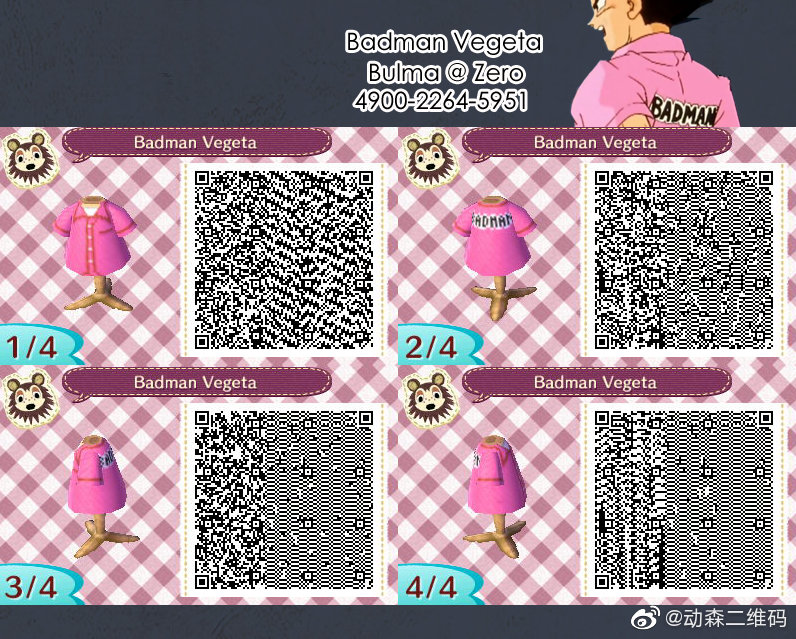 Badman Vegeta
Bulma @ Zero
4900-2264-5951
BADMAN
Badman Vegeta
BADMAN
1/4
Badman Vegeta
2/4
Badman Vegeta
3/4
Badman Vegeta
4/4
@动森二维码